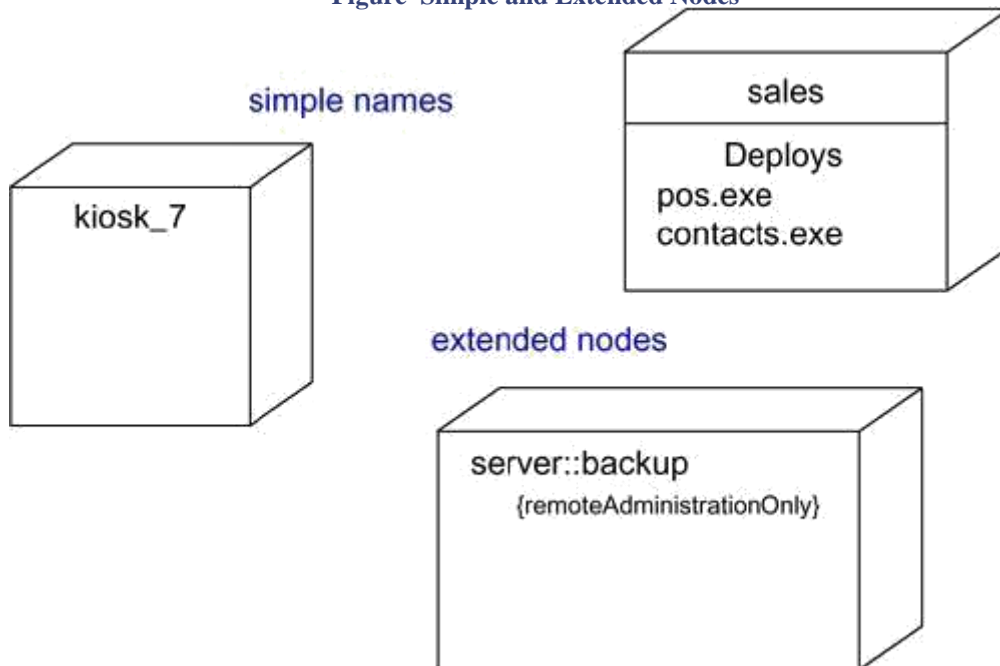 Figure Simple and Extended Nodes
simple names
sales
Deploys
pos.exe
contacts.exe
kiosk_7
extended nodes
server::backup
{remoteAdministrationOnly}